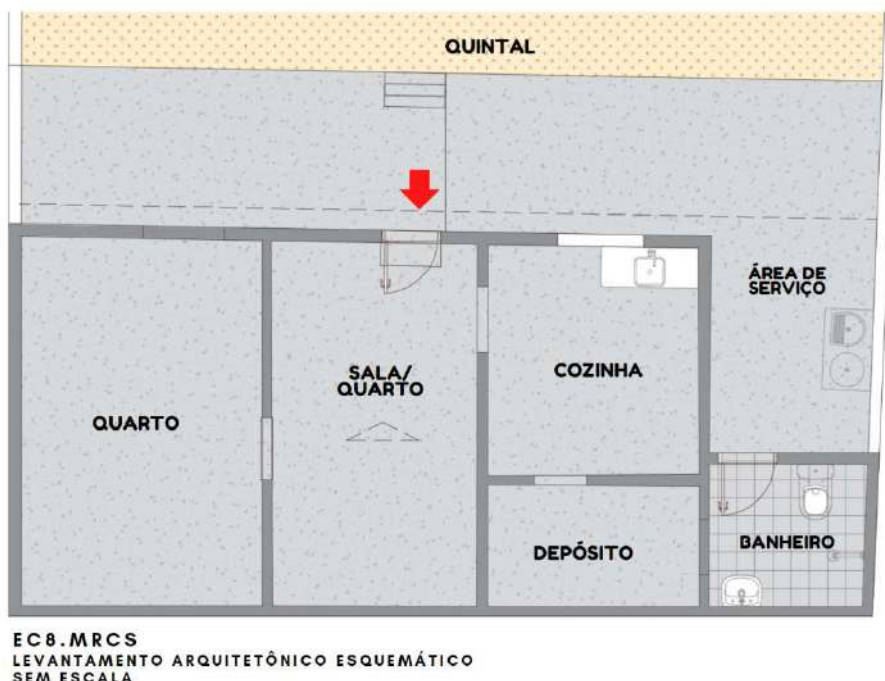 QUINTAL
ÁREA DE
SERVIÇO
SALA/
QUARTO
COZINHA
QUARTO
DEPÓSITO
BANHEIRO
EC8.MRCS
LEVANTAMENTO ARQUITETÔNICO ESQUEMÁTICO
SEM ESCALA